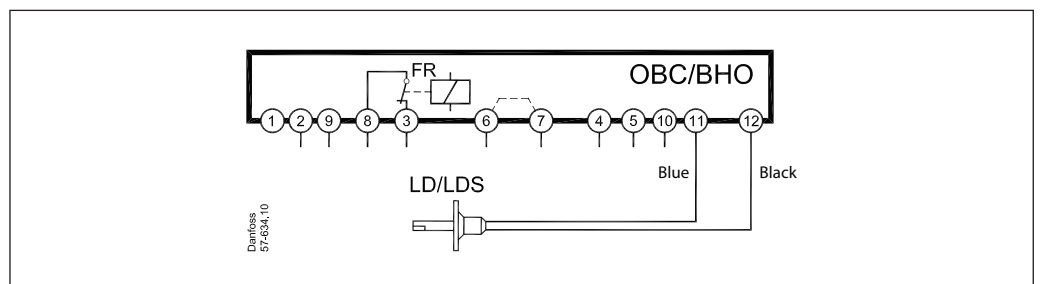 FR
OBC/BHO
1 2 9 8 3 6 7 4 5 10 11 12
Blue
Black
LD/LDS
Danfoss
57-634.10